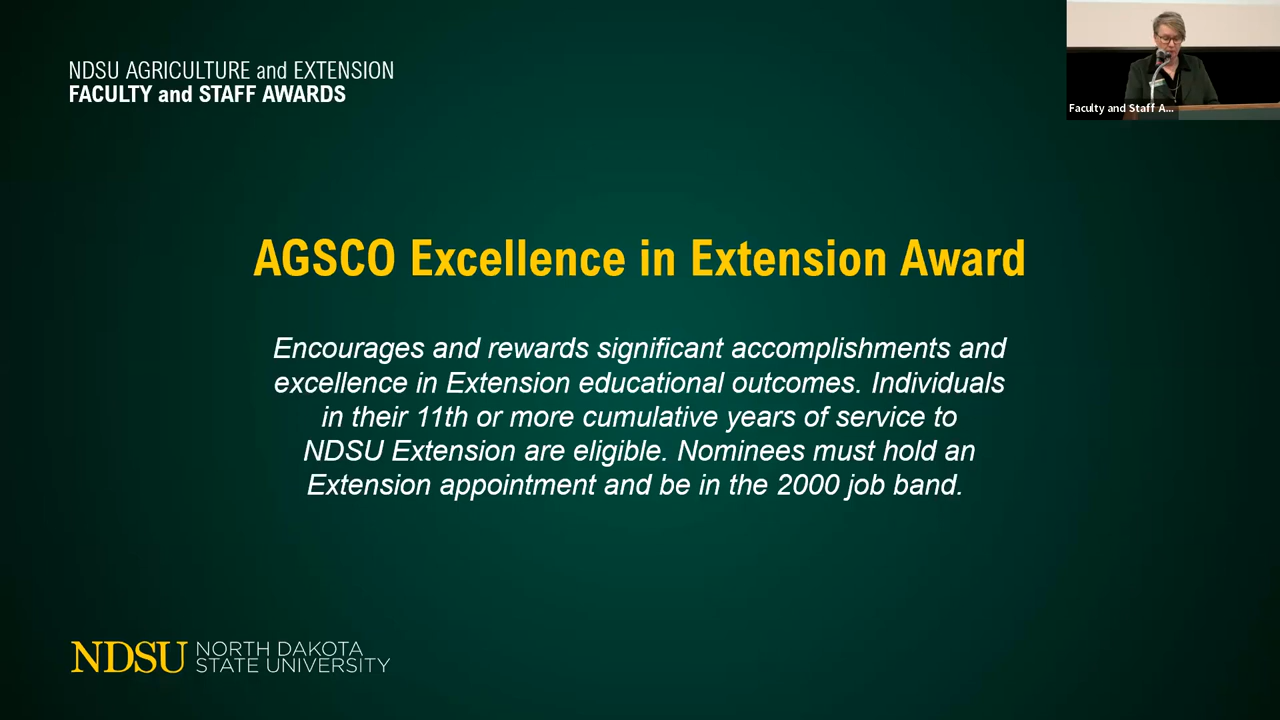 NDSU AGRICULTURE and EXTENSION
FACULTY and STAFF AWARDS
Faculty and Staff A...
AGSCO Excellence in Extension Award
Encourages and rewards significant accomplishments and
excellence in Extension educational outcomes. Individuals
in their 11th or more cumulative years of service to
NDSU Extension are eligible. Nominees must hold an
Extension appointment and be in the 2000 job band.
NDSU NORTH DAKOTA
STATE UNIVERSITY